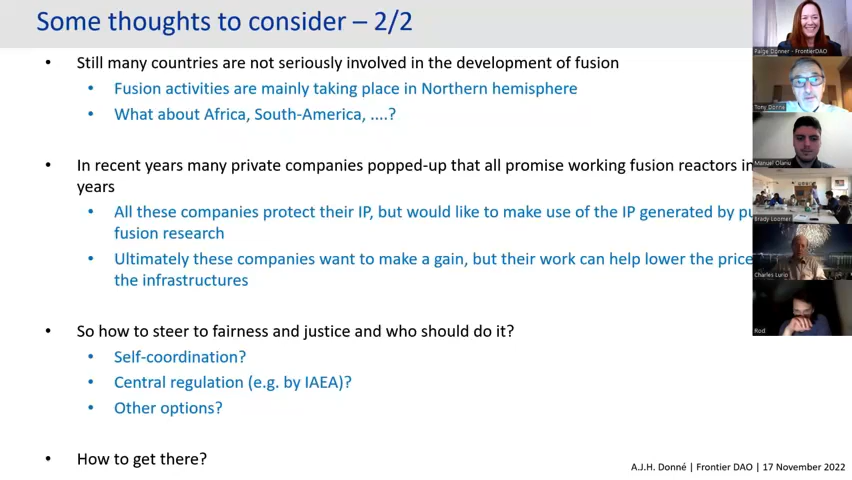 Some thoughts to consider – 2/2
Still many countries are not seriously involved in the development of fusion
Fusion activities are mainly taking place in Northern hemisphere
What about Africa, South-America, ....?
In recent years many private companies popped-up that all promise working fusion reactors in
years
All these companies protect their IP, but would like to make use of the IP generated by pu
fusion research
Ultimately these companies want to make a gain, but their work can help lower the price
the infrastructures
So how to steer to fairness and justice and who should do it?
Self-coordination?
Central regulation (e.g. by IAEA)?
Other options?
How to get there?
A.J.H. Donné | Frontier DAO | 17 November 2022
Paige Donner - FrontierDAO
Tony Donné
Manuel Olariu
Brady Loomer
Charles Lurio
Rod